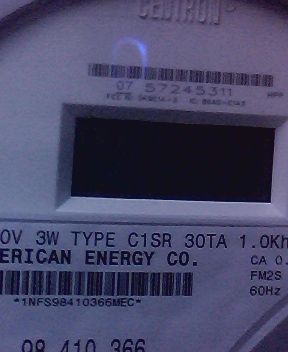 CENTRON
07 57245311
0V 3W TYPE C1SR 30TA 1.0Kh
ERICAN ENERGY CO.
CA 0.
FM2S
*1NFS98410366MEC*
60Hz
98 410 366